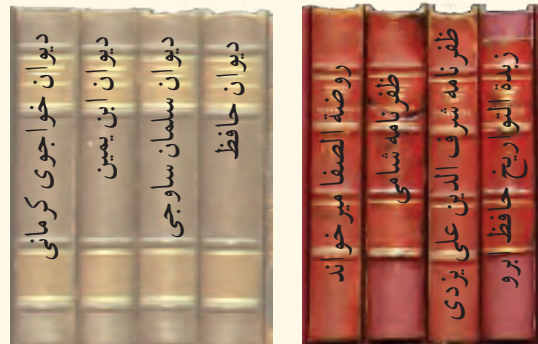 زبدة التواریخ حافظ ابرو
ظفرنامه شرف الدین علی یزدی
ظفرنامه شامی
روضة الصفا میرخواند
دیوان حافظ
دیوان سلمان ساوجی
دیوان ابن یمین
دیوان خواجوی کرمانی